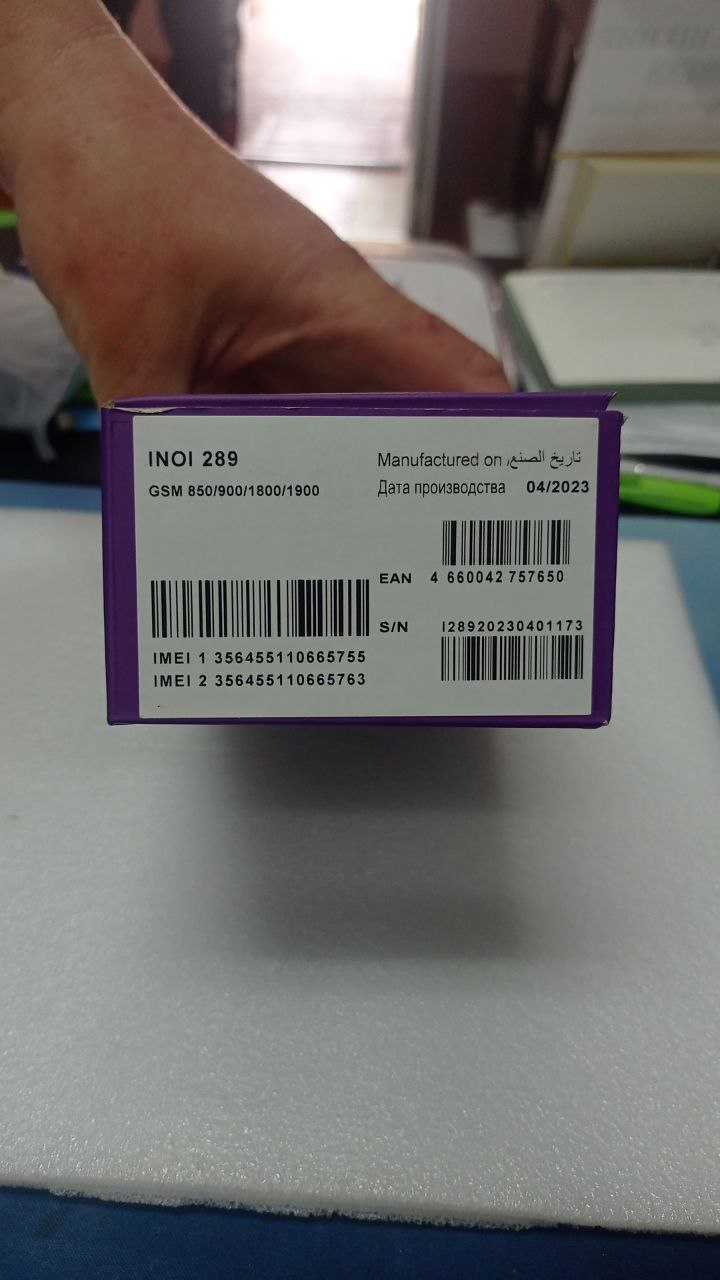 INOI 289
GSM 850/900/1800/1900
Manufactured on تاريخ الصنع,
Дата производства 04/2023
EAN 4 660042 757650
S/N I28920230401173
IMEI 1 356455110665755
IMEI 2 356455110665763